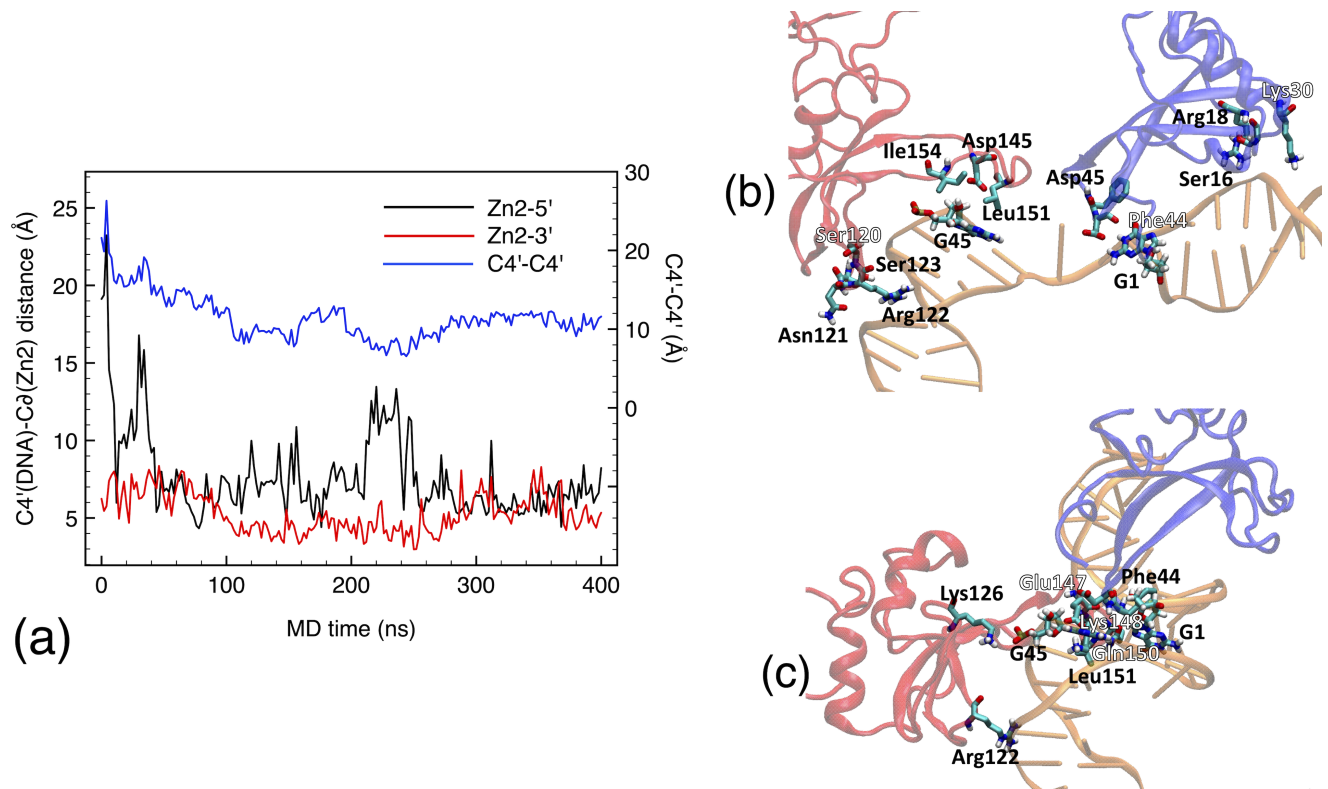 Zn2-5'
Zn2-3'
C4'-C4'
C4'(DNA)-C∂(Zn2) distance (Å)
25
20
15
10
5
30
20
10
0
C4'-C4' (Å)
0
100
200
300
400
MD time (ns)
(a)
(b)
Lys30
Arg18
Asp145
Ile154
Asp45
Ser16
Leu151
Phe44
Ser120
G45
Ser123
G1
Arg122
Asn121
(c)
Glu147
Phe44
Lys126
Lys148
G1
G45
Gln150
Leu151
Arg122